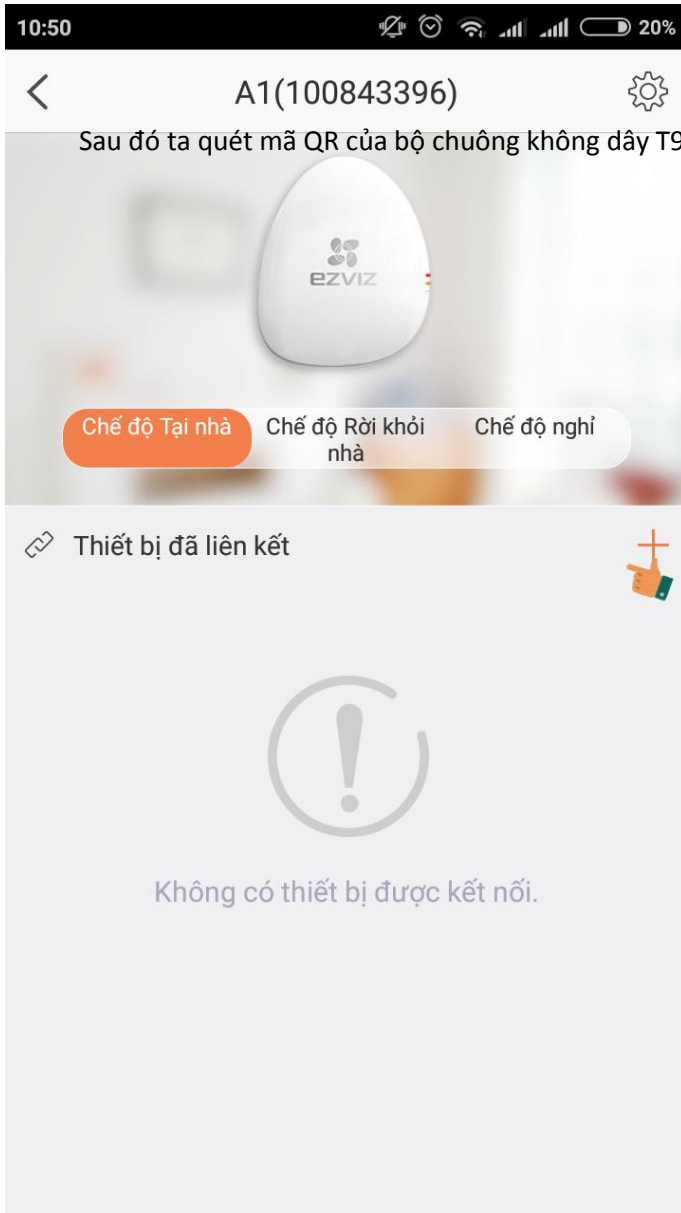 10:50
20%
A1(100843396)
Sau đó ta quét mã QR của bộ chuông không dây T9
ezviz
Chế độ Tại nhà
Chế độ Rời khỏi
nhà
Chế độ nghỉ
Thiết bị đã liên kết
Không có thiết bị được kết nối.